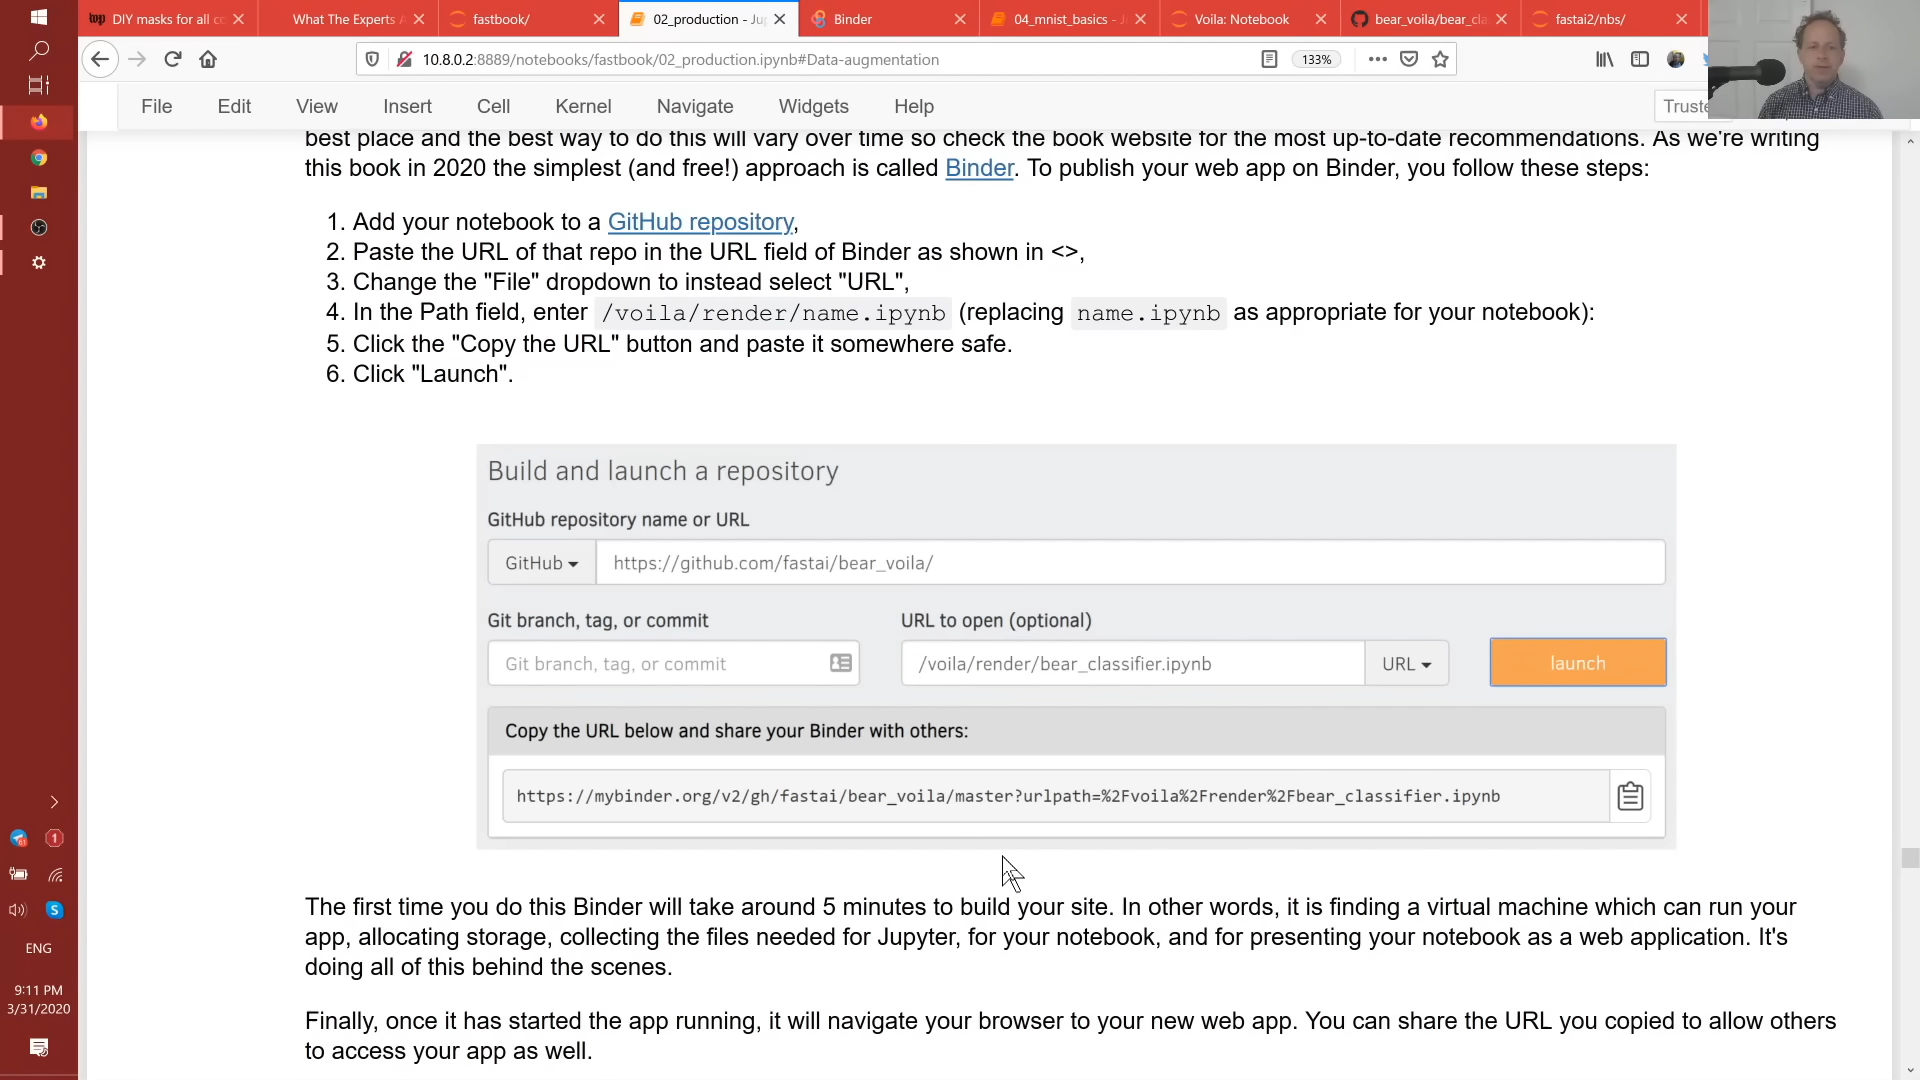 DIY masks for all co
What The Experts A
fastbook/
02_production - Ju
Binder
04_mnist_basics - J
Voila: Notebook
bear_voila/bear_cla
fastai2/nbs/
10.8.0.2:8889/notebooks/fastbook/02_production.ipynb#Data-augmentation
133%
File Edit View Insert Cell Kernel Navigate Widgets Help
Truste
best place and the best way to do this will vary over time so check the book website for the most up-to-date recommendations. As we're writing
this book in 2020 the simplest (and free!) approach is called Binder. To publish your web app on Binder, you follow these steps:
1. Add your notebook to a GitHub repository,
2. Paste the URL of that repo in the URL field of Binder as shown in <>,
3. Change the "File" dropdown to instead select "URL",
4. In the Path field, enter /voila/render/name.ipynb (replacing name.ipynb as appropriate for your notebook):
5. Click the "Copy the URL" button and paste it somewhere safe.
6. Click "Launch".
Build and launch a repository
GitHub repository name or URL
GitHub https://github.com/fastai/bear_voila/
Git branch, tag, or commit URL to open (optional)
Git branch, tag, or commit /voila/render/bear_classifier.ipynb URL launch
Copy the URL below and share your Binder with others:
https://mybinder.org/v2/gh/fastai/bear_voila/master?urlpath=%2Fvoila%2Frender%2Fbear_classifier.ipynb
The first time you do this Binder will take around 5 minutes to build your site. In other words, it is finding a virtual machine which can run your
app, allocating storage, collecting the files needed for Jupyter, for your notebook, and for presenting your notebook as a web application. It's
doing all of this behind the scenes.
Finally, once it has started the app running, it will navigate your browser to your new web app. You can share the URL you copied to allow others
to access your app as well.
ENG
9:11 PM
3/31/2020